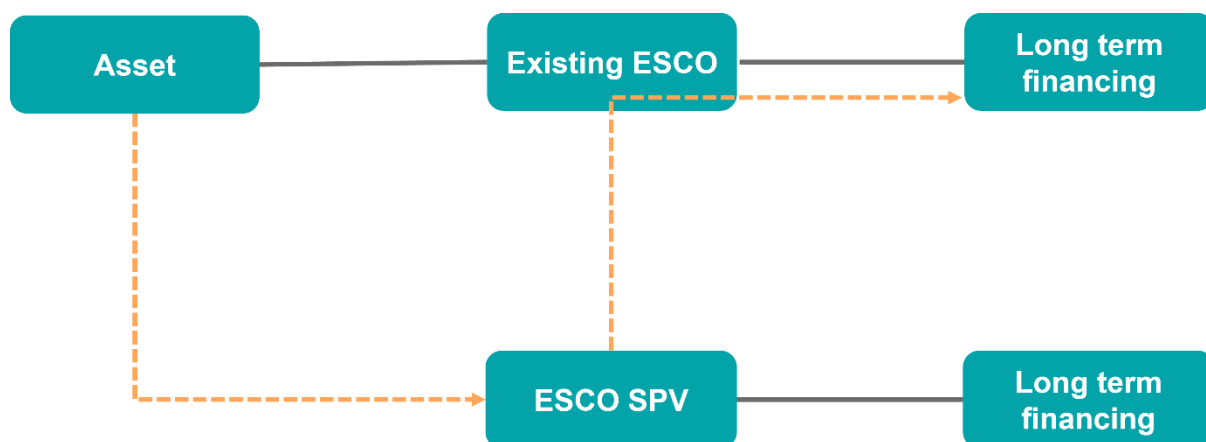 Asset
Existing ESCO
Long term
financing
ESCO SPV
Long term
financing